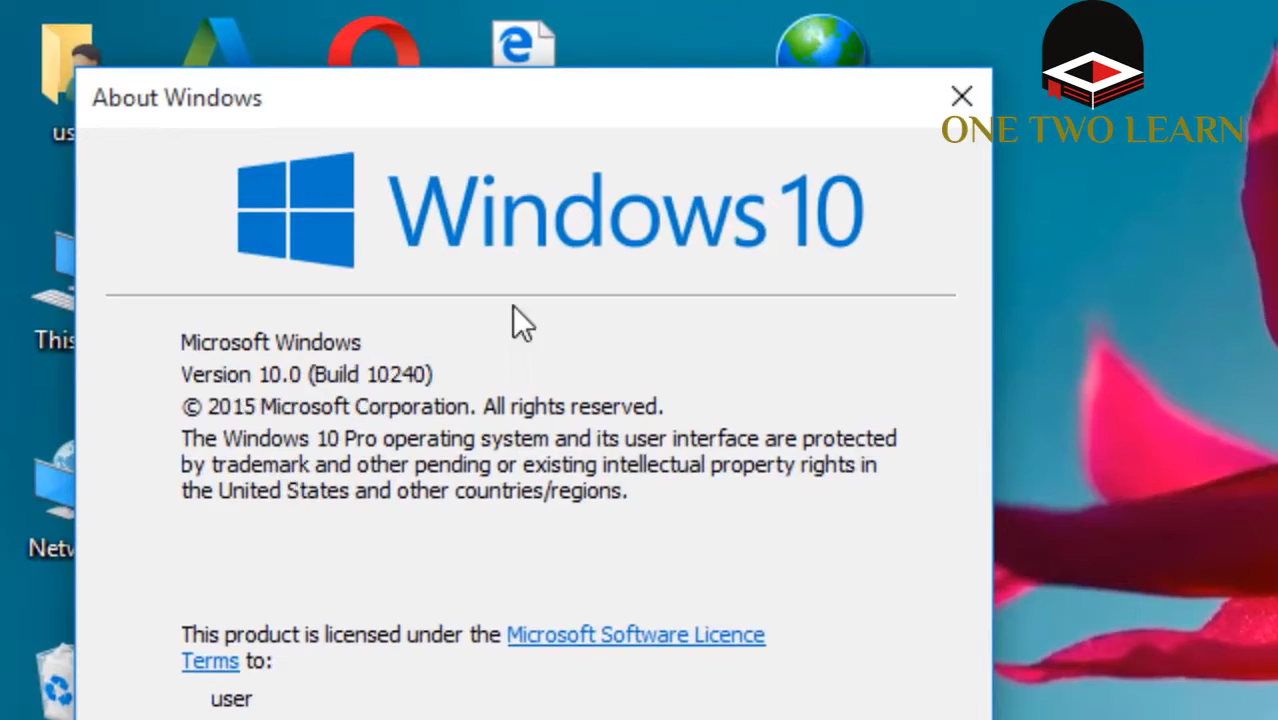 About Windows
ONE TWO LEARN
Windows 10
Microsoft Windows
Version 10.0 (Build 10240)
© 2015 Microsoft Corporation. All rights reserved.
The Windows 10 Pro operating system and its user interface are protected
by trademark and other pending or existing intellectual property rights in
the United States and other countries/regions.
This product is licensed under the Microsoft Software Licence
Terms to:
user
us
This
Netw